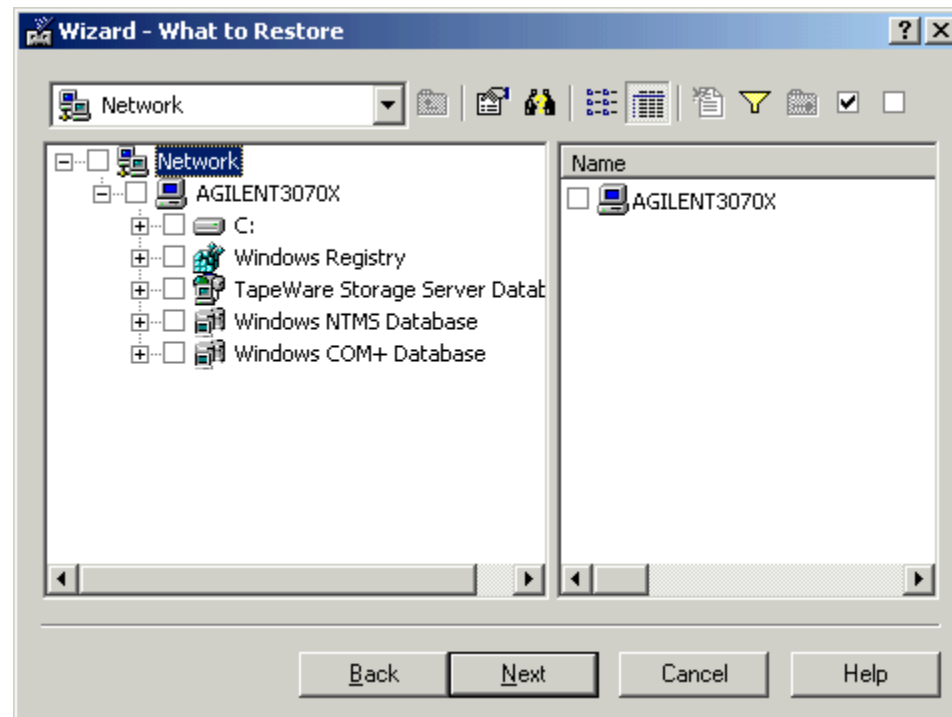 Wizard - What to Restore
Network
Network
AGILENT3070X
C:
Windows Registry
TapeWare Storage Server Datab
Windows NTMS Database
Windows COM+ Database
Name
AGILENT3070X
Back
Next
Cancel
Help